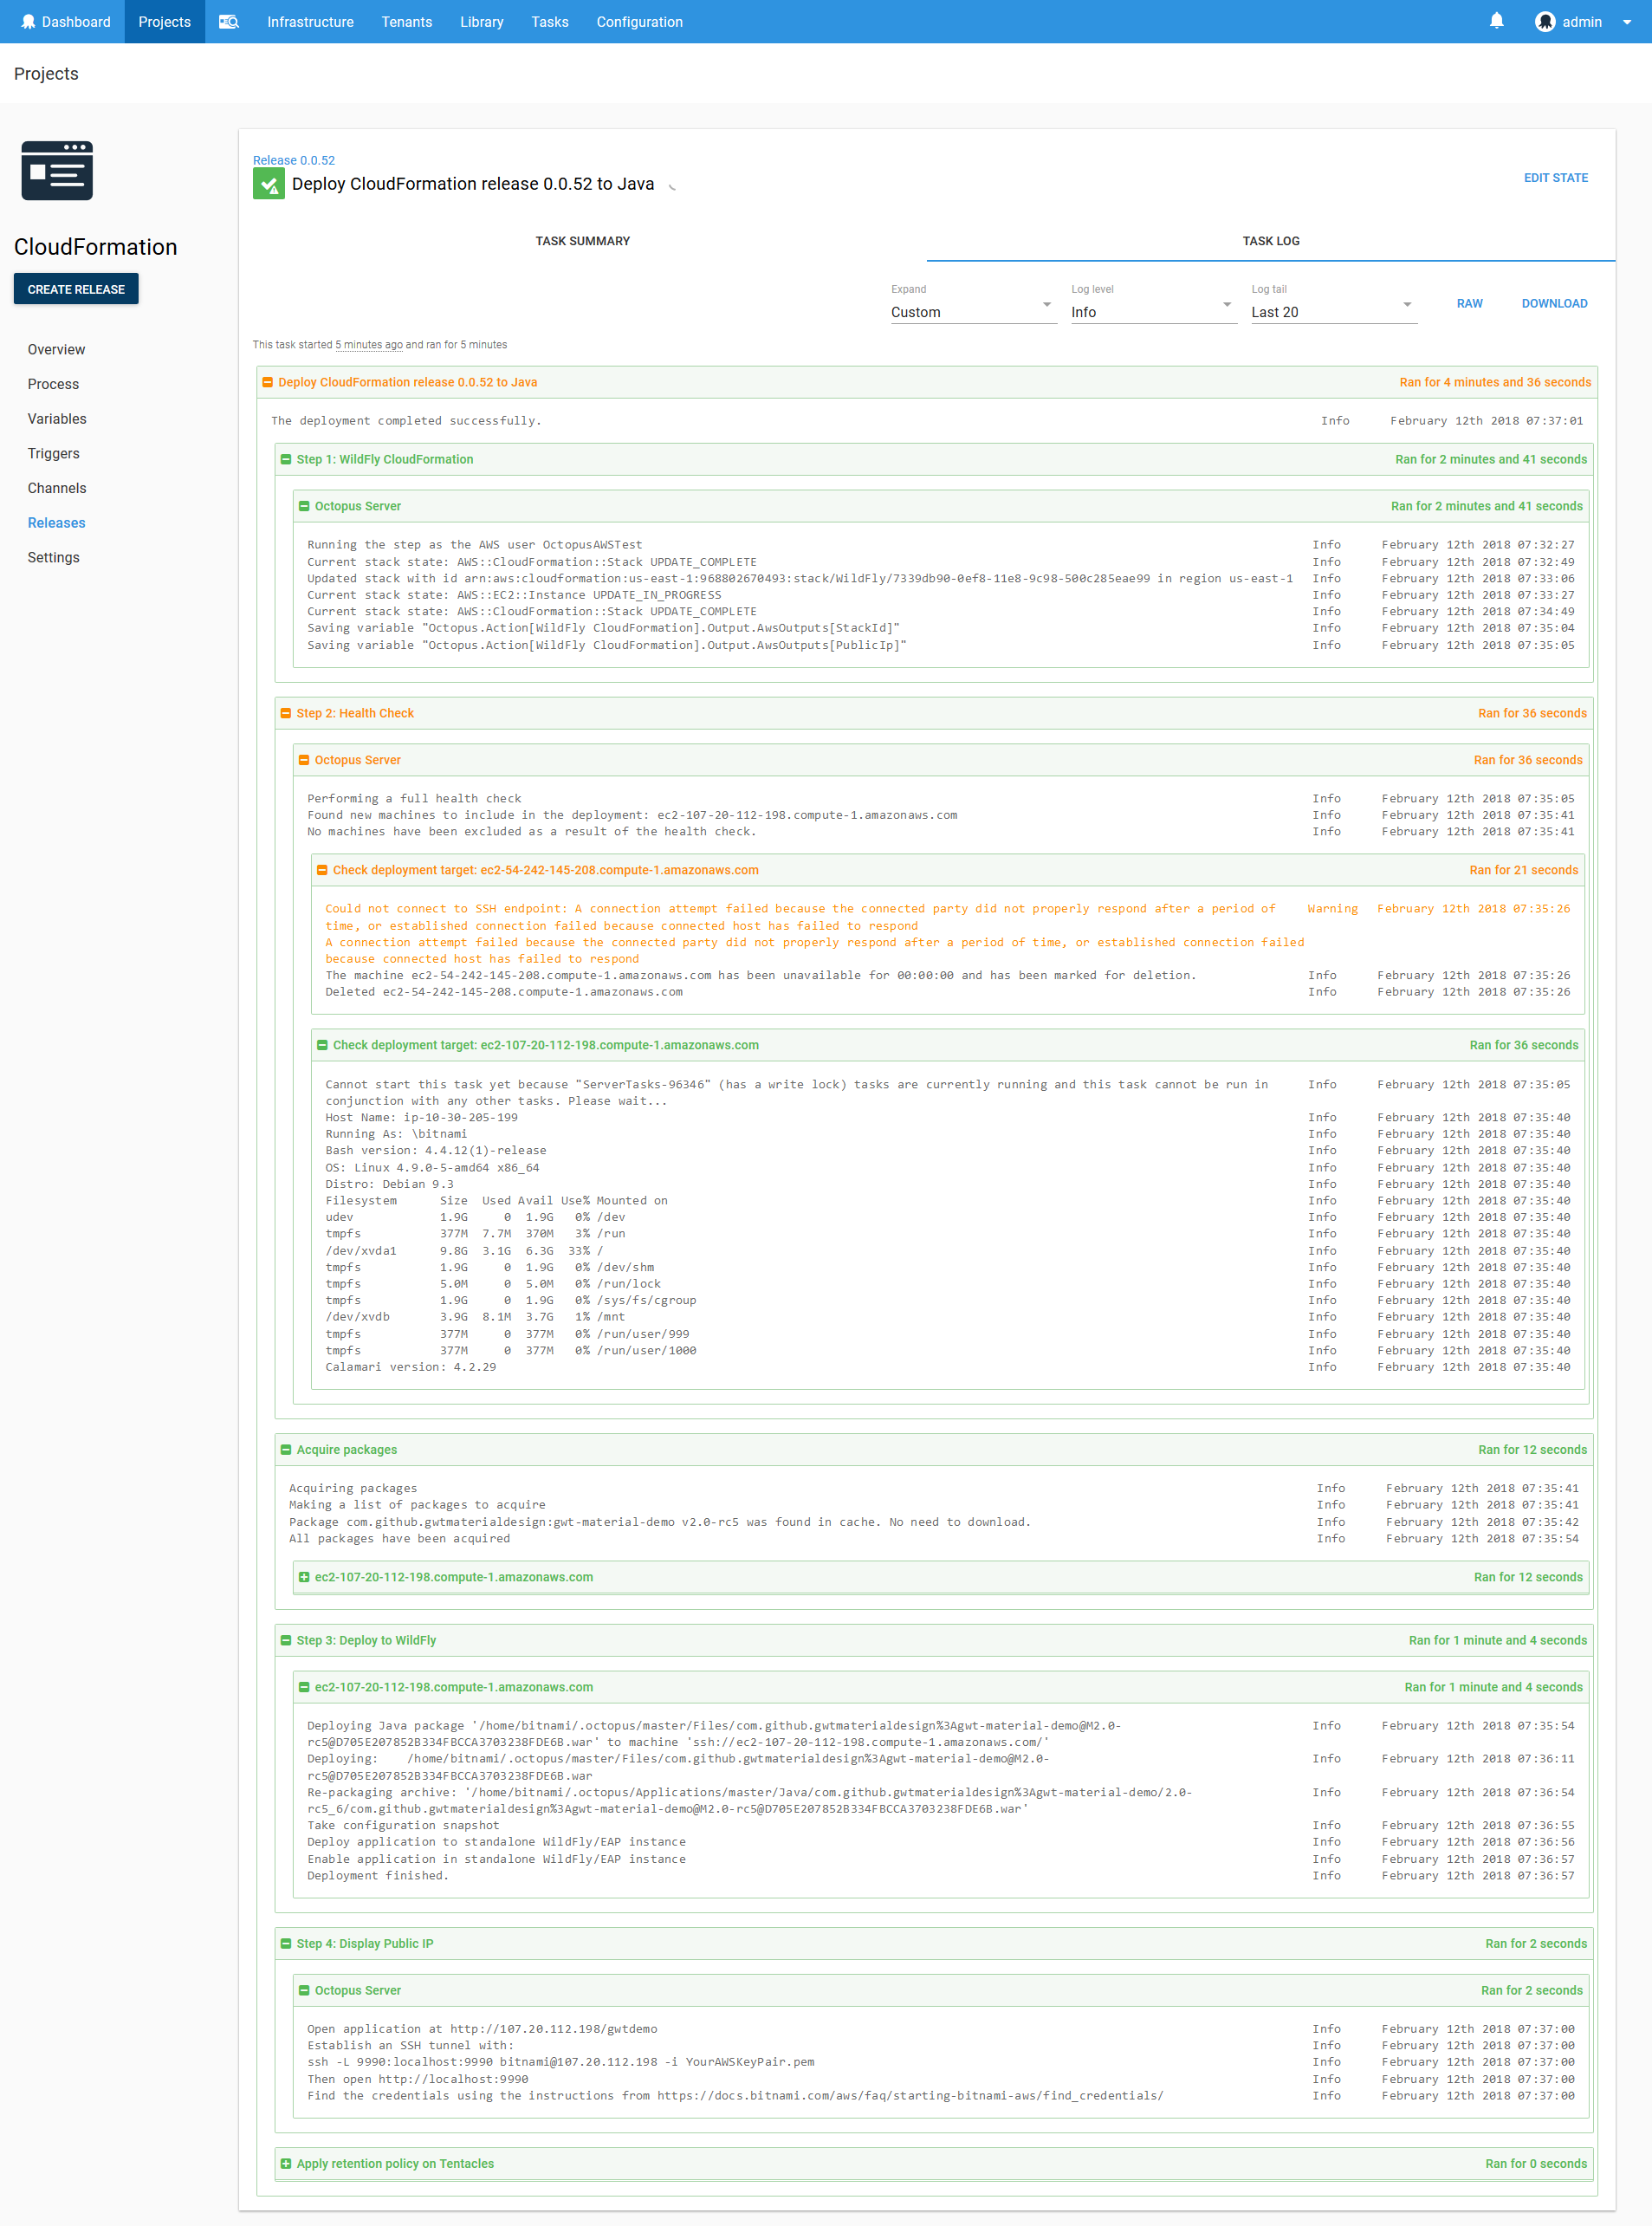 Dashboard Projects Infrastructure Tenants Library Tasks Configuration admin
Projects
CloudFormation
CREATE RELEASE
Overview
Process
Variables
Triggers
Channels
Releases
Settings
Release 0.0.52
Deploy CloudFormation release 0.0.52 to Java
EDIT STATE
TASK SUMMARY TASK LOG
Expand Log level Log tail
Custom Info Last 20 RAW DOWNLOAD
This task started 5 minutes ago and ran for 5 minutes
Deploy CloudFormation release 0.0.52 to Java Ran for 4 minutes and 36 seconds
The deployment completed successfully. Info February 12th 2018 07:37:01
Step 1: WildFly CloudFormation Ran for 2 minutes and 41 seconds
Octopus Server Ran for 2 minutes and 41 seconds
Running the step as the AWS user OctopusAWSTest Info February 12th 2018 07:32:27
Current stack state: AWS::CloudFormation::Stack UPDATE_COMPLETE Info February 12th 2018 07:32:49
Updated stack with id arn:aws:cloudformation:us-east-1:968802670493:stack/WildFly/7339db90-0ef8-11e8-9c98-500c285eae99 in region us-east-1 Info February 12th 2018 07:33:06
Current stack state: AWS::EC2::Instance UPDATE_IN_PROGRESS Info February 12th 2018 07:33:27
Current stack state: AWS::CloudFormation::Stack UPDATE_COMPLETE Info February 12th 2018 07:34:49
Saving variable "Octopus.Action[WildFly CloudFormation].Output.AwsOutputs[StackId]" Info February 12th 2018 07:35:04
Saving variable "Octopus.Action[WildFly CloudFormation].Output.AwsOutputs[PublicIp]" Info February 12th 2018 07:35:05
Step 2: Health Check Ran for 36 seconds
Octopus Server Ran for 36 seconds
Performing a full health check Info February 12th 2018 07:35:05
Found new machines to include in the deployment: ec2-107-20-112-198.compute-1.amazonaws.com Info February 12th 2018 07:35:41
No machines have been excluded as a result of the health check. Info February 12th 2018 07:35:41
Check deployment target: ec2-54-242-145-208.compute-1.amazonaws.com Ran for 21 seconds
Could not connect to SSH endpoint: A connection attempt failed because the connected party did not properly respond after a period of Warning February 12th 2018 07:35:26
time, or established connection failed because connected host has failed to respond
A connection attempt failed because the connected party did not properly respond after a period of time, or established connection failed
because connected host has failed to respond
The machine ec2-54-242-145-208.compute-1.amazonaws.com has been unavailable for 00:00:00 and has been marked for deletion. Info February 12th 2018 07:35:26
Deleted ec2-54-242-145-208.compute-1.amazonaws.com Info February 12th 2018 07:35:26
Check deployment target: ec2-107-20-112-198.compute-1.amazonaws.com Ran for 36 seconds
Cannot start this task yet because "ServerTasks-96346" (has a write lock) tasks are currently running and this task cannot be run in Info February 12th 2018 07:35:05
conjunction with any other tasks. Please wait...
Host Name: ip-10-30-205-199 Info February 12th 2018 07:35:40
Running As: \bitnami Info February 12th 2018 07:35:40
Bash version: 4.4.12(1)-release Info February 12th 2018 07:35:40
OS: Linux 4.9.0-5-amd64 x86_64 Info February 12th 2018 07:35:40
Distro: Debian 9.3 Info February 12th 2018 07:35:40
Filesystem Size Used Avail Use% Mounted on Info February 12th 2018 07:35:40
udev 1.9G 0 1.9G 0% /dev Info February 12th 2018 07:35:40
tmpfs 377M 7.7M 370M 3% /run Info February 12th 2018 07:35:40
/dev/xvda1 9.8G 3.1G 6.3G 33% / Info February 12th 2018 07:35:40
tmpfs 1.9G 0 1.9G 0% /dev/shm Info February 12th 2018 07:35:40
tmpfs 5.0M 0 5.0M 0% /run/lock Info February 12th 2018 07:35:40
tmpfs 1.9G 0 1.9G 0% /sys/fs/cgroup Info February 12th 2018 07:35:40
/dev/xvdb 3.9G 8.1M 3.7G 1% /mnt Info February 12th 2018 07:35:40
tmpfs 377M 0 377M 0% /run/user/999 Info February 12th 2018 07:35:40
tmpfs 377M 0 377M 0% /run/user/1000 Info February 12th 2018 07:35:40
Calamari version: 4.2.29 Info February 12th 2018 07:35:40
Acquire packages Ran for 12 seconds
Acquiring packages Info February 12th 2018 07:35:41
Making a list of packages to acquire Info February 12th 2018 07:35:41
Package com.github.gwtmaterialdesign:gwt-material-demo v2.0-rc5 was found in cache. No need to download. Info February 12th 2018 07:35:42
All packages have been acquired Info February 12th 2018 07:35:54
ec2-107-20-112-198.compute-1.amazonaws.com Ran for 12 seconds
Step 3: Deploy to WildFly Ran for 1 minute and 4 seconds
ec2-107-20-112-198.compute-1.amazonaws.com Ran for 1 minute and 4 seconds
Deploying Java package '/home/bitnami/.octopus/master/Files/com.github.gwtmaterialdesign%3Agwt-material-demo@M2.0- Info February 12th 2018 07:35:54
rc5@D705E207852B334FBCCA3703238FDE6B.war' to machine 'ssh://ec2-107-20-112-198.compute-1.amazonaws.com/'
Deploying: /home/bitnami/.octopus/master/Files/com.github.gwtmaterialdesign%3Agwt-material-demo@M2.0- Info February 12th 2018 07:36:11
rc5@D705E207852B334FBCCA3703238FDE6B.war
Re-packaging archive: '/home/bitnami/.octopus/Applications/master/Java/com.github.gwtmaterialdesign%3Agwt-material-demo/2.0- Info February 12th 2018 07:36:54
rc5_6/com.github.gwtmaterialdesign%3Agwt-material-demo@M2.0-rc5@D705E207852B334FBCCA3703238FDE6B.war'
Take configuration snapshot Info February 12th 2018 07:36:55
Deploy application to standalone WildFly/EAP instance Info February 12th 2018 07:36:56
Enable application in standalone WildFly/EAP instance Info February 12th 2018 07:36:57
Deployment finished. Info February 12th 2018 07:36:57
Step 4: Display Public IP Ran for 2 seconds
Octopus Server Ran for 2 seconds
Open application at http://107.20.112.198/gwtdemo Info February 12th 2018 07:37:00
Establish an SSH tunnel with: Info February 12th 2018 07:37:00
ssh -L 9990:localhost:9990 bitnami@107.20.112.198 -i YourAWSKeyPair.pem Info February 12th 2018 07:37:00
Then open http://localhost:9990 Info February 12th 2018 07:37:00
Find the credentials using the instructions from https://docs.bitnami.com/aws/faq/starting-bitnami-aws/find_credentials/ Info February 12th 2018 07:37:00
Apply retention policy on Tentacles Ran for 0 seconds